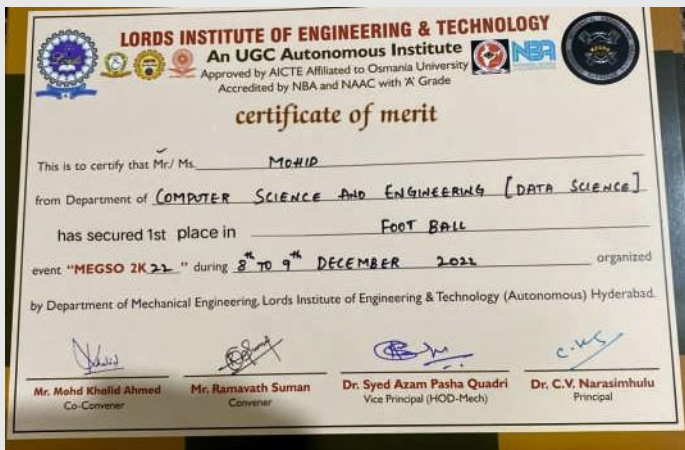 LORDS INSTITUTE OF ENGINEERING & TECHNOLOGY
An UGC Autonomous Institute
Approved by AICTE Affiliated to Osmania University
Accredited by NBA and NAAC with 'A' Grade
Lords
NBA
certificate of merit
This is to certify that Mr./ Ms. MOHID
from Department of COMPUTER SCIENCE AND ENGINEERING [DATA SCIENCE]
has secured 1st place in FOOT BALL
event "MEGSO 2K 22 " during 8th TO 9th DECEMBER 2022 organized
by Department of Mechanical Engineering, Lords Institute of Engineering & Technology (Autonomous) Hyderabad.
Mr. Mohd Khalid Ahmed
Co-Convener
Mr. Ramavath Suman
Convener
Dr. Syed Azam Pasha Quadri
Vice Principal (HOD-Mech)
Dr. C.V. Narasimhulu
Principal